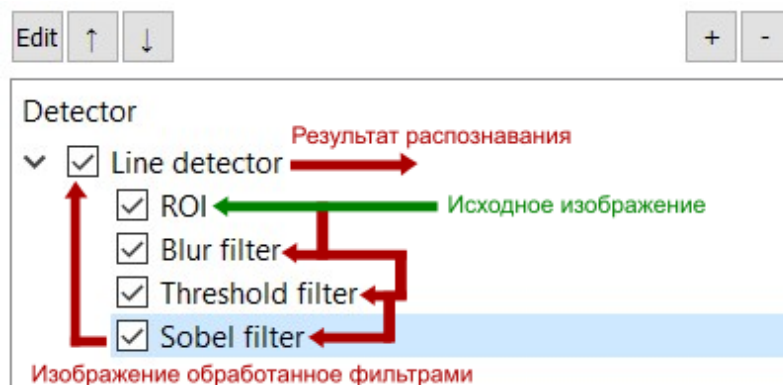 Edit ↑ ↓ + -
Detector
Результат распознавания
Line detector
ROI
Исходное изображение
Blur filter
Threshold filter
Sobel filter
Изображение обработанное фильтрами